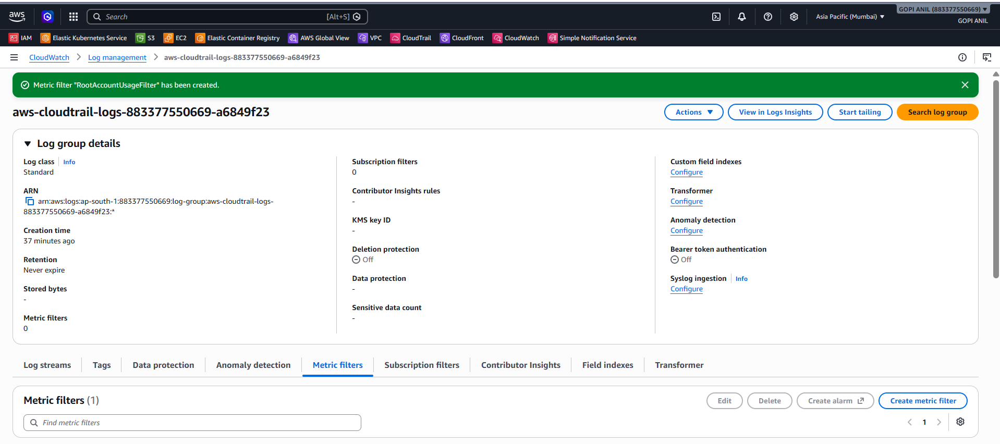 aws
Search [Alt+S]
Asia Pacific (Mumbai) ▼
GOPI ANIL (883377550669) ▼
GOPI ANIL
IAM Elastic Kubernetes Service S3 EC2 Elastic Container Registry AWS Global View VPC CloudTrail CloudFront CloudWatch Simple Notification Service
CloudWatch > Log management > aws-cloudtrail-logs-883377550669-a6849f23
Metric filter "RootAccountUsageFilter" has been created.
aws-cloudtrail-logs-883377550669-a6849f23
Actions ▼ View in Logs Insights Start tailing Search log group
▼ Log group details
Log class Info
Standard
ARN
arn:aws:logs:ap-south-1:883377550669:log-group:aws-cloudtrail-logs-
883377550669-a6849f23:*
Creation time
37 minutes ago
Retention
Never expire
Stored bytes
-
Metric filters
0
Subscription filters
0
Contributor Insights rules
-
KMS key ID
-
Deletion protection
Off
Data protection
-
Sensitive data count
-
Custom field indexes
Configure
Transformer
Configure
Anomaly detection
Configure
Bearer token authentication
Off
Syslog ingestion Info
Configure
Log streams Tags Data protection Anomaly detection Metric filters Subscription filters Contributor Insights Field indexes Transformer
Metric filters (1)
Edit Delete Create alarm Create metric filter
Find metric filters
< 1 >